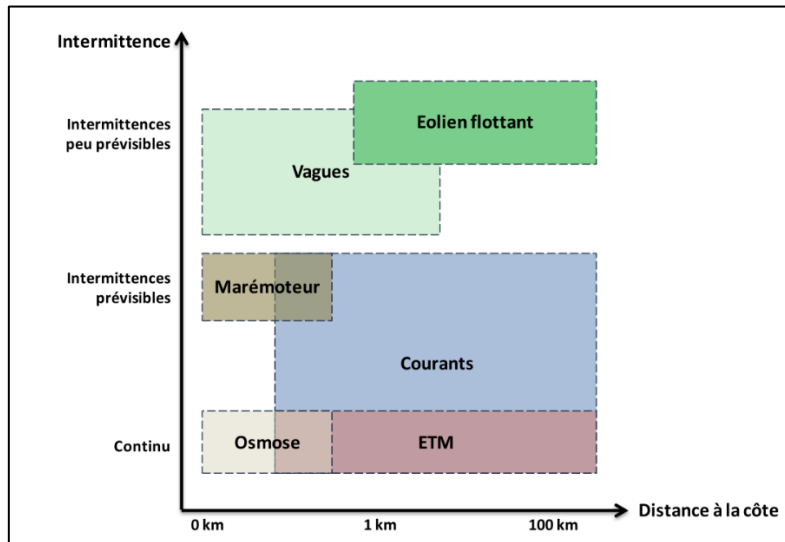 Intermittence
Intermittences
peu prévisibles
Eolien flottant
Vagues
Intermittences
prévisibles
Marémoteur
Courants
Continu
Osmose
ETM
0 km
1 km
100 km
Distance à la côte